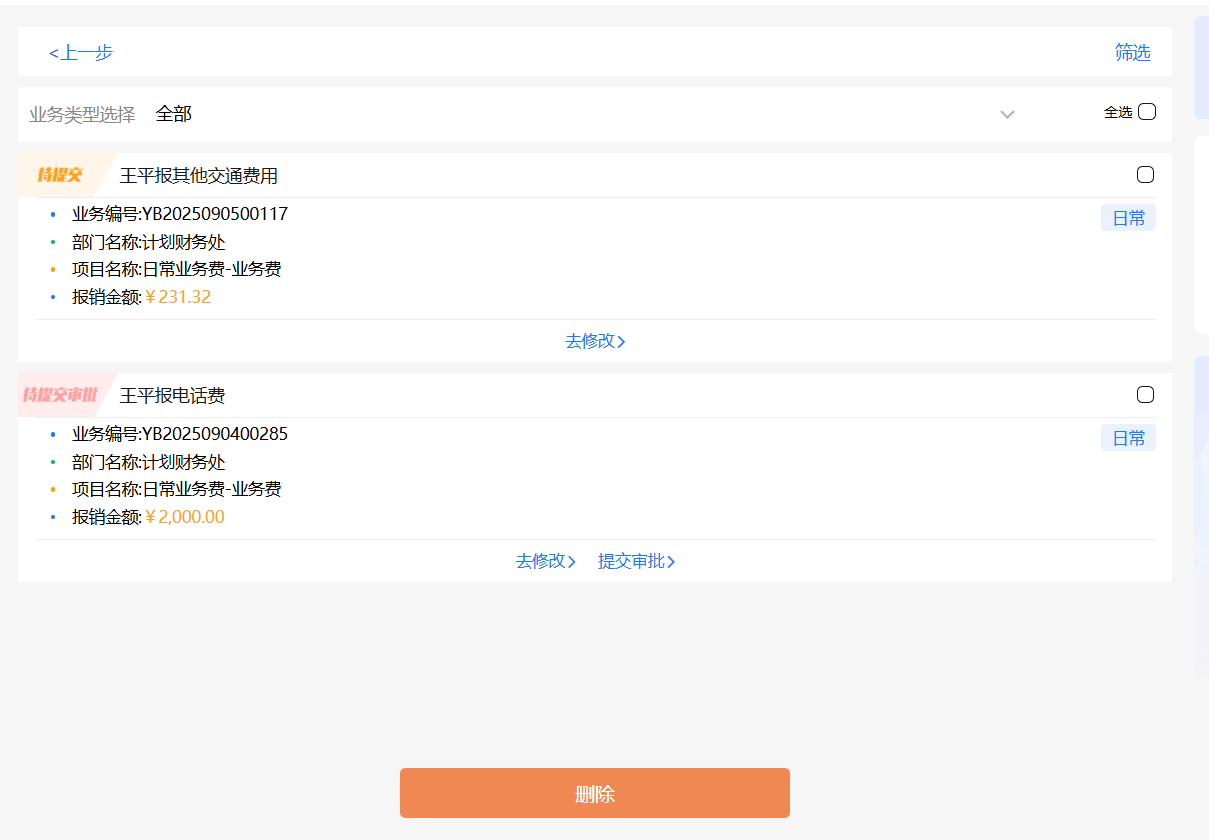 <上一步 筛选
业务类型选择 全部 全选
待提交 王平报其他交通费用
业务编号:YB2025090500117 日常
部门名称:计划财务处
项目名称:日常业务费-业务费
报销金额:￥231.32
去修改>
待提交审批 王平报电话费
业务编号:YB2025090400285 日常
部门名称:计划财务处
项目名称:日常业务费-业务费
报销金额:￥2,000.00
去修改> 提交审批>
删除